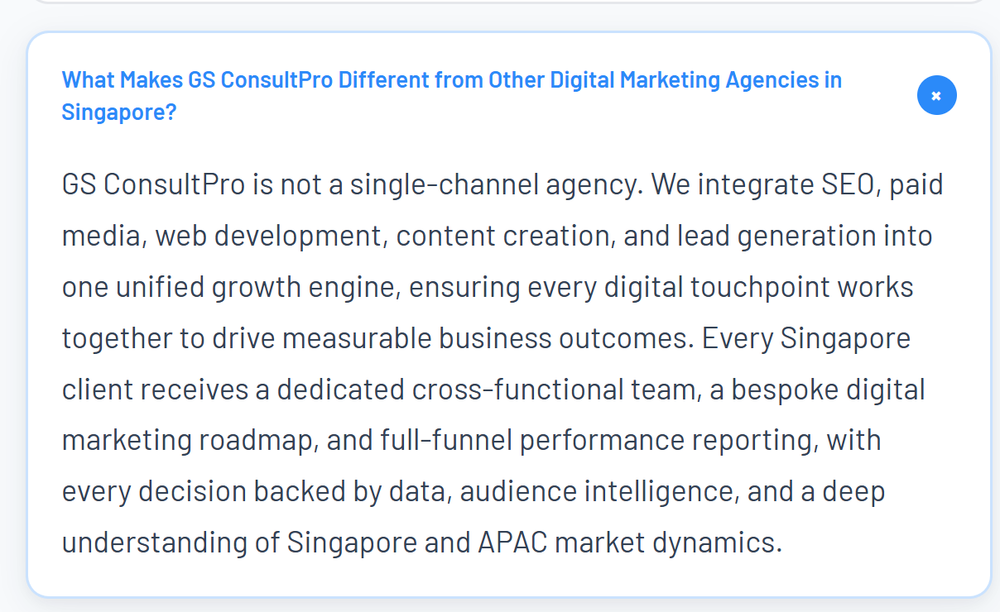 What Makes GS ConsultPro Different from Other Digital Marketing Agencies in
Singapore?
GS ConsultPro is not a single-channel agency. We integrate SEO, paid
media, web development, content creation, and lead generation into
one unified growth engine, ensuring every digital touchpoint works
together to drive measurable business outcomes. Every Singapore
client receives a dedicated cross-functional team, a bespoke digital
marketing roadmap, and full-funnel performance reporting, with
every decision backed by data, audience intelligence, and a deep
understanding of Singapore and APAC market dynamics.